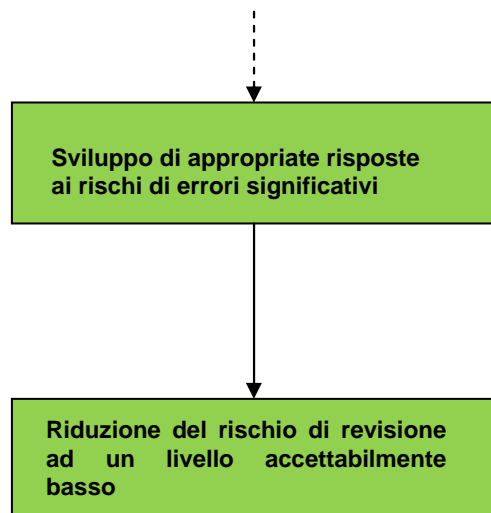 Sviluppo di appropriate risposte
ai rischi di errori significativi
Riduzione del rischio di revisione
ad un livello accettabilmente
basso